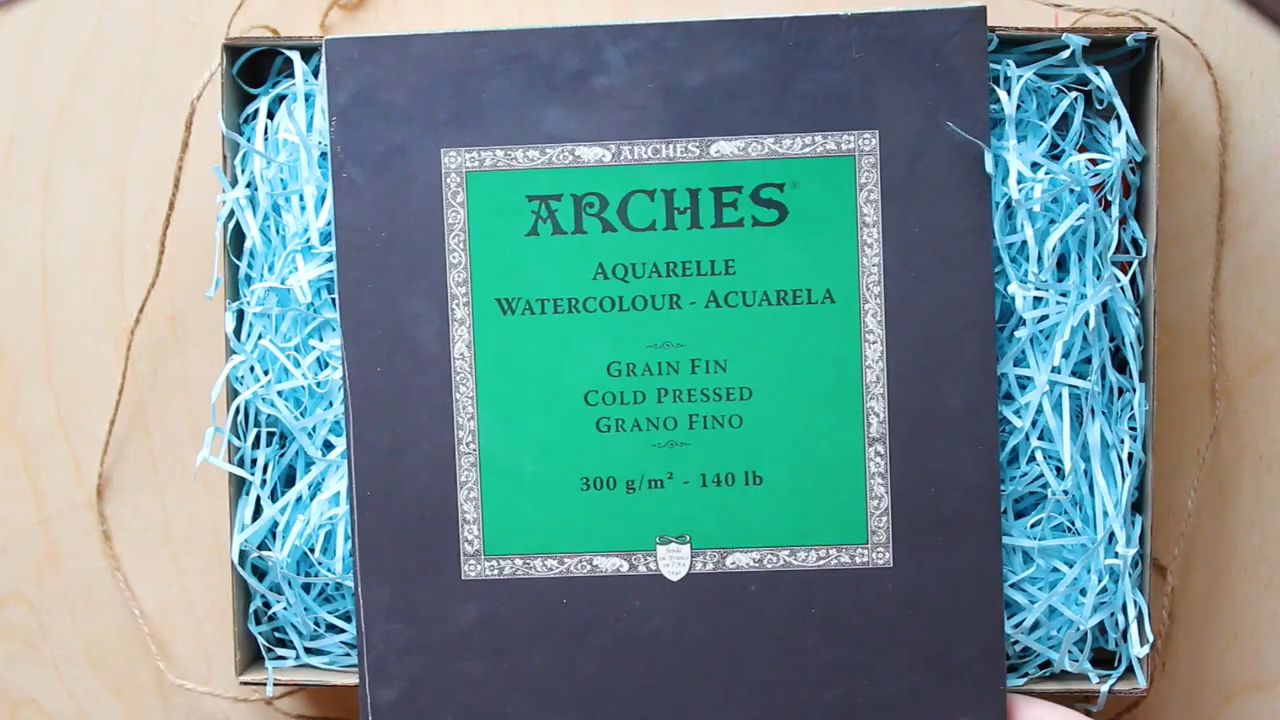 ARCHES
ARCHES®
AQUARELLE
WATERCOLOUR - ACUARELA
GRAIN FIN
COLD PRESSED
GRANO FINO
300 g/m² - 140 lb